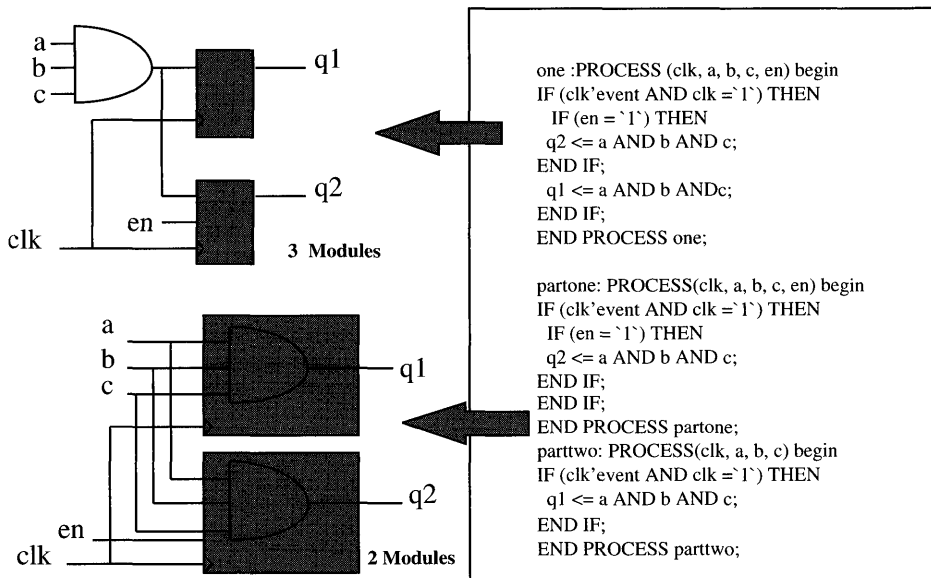 a
b
c
q1
q2
en
clk
3 Modules
a
b
c
q1
q2
en
clk
2 Modules
one :PROCESS (clk, a, b, c, en) begin
IF (clk'event AND clk =`1`) THEN
IF (en = `1`) THEN
q2 <= a AND b AND c;
END IF;
q1 <= a AND b ANDc;
END IF;
END PROCESS one;
partone: PROCESS(clk, a, b, c, en) begin
IF (clk'event AND clk =`1`) THEN
IF (en = `1`) THEN
q2 <= a AND b AND c;
END IF;
END IF;
END PROCESS partone;
parttwo: PROCESS(clk, a, b, c) begin
IF (clk'event AND clk =`1`) THEN
q1 <= a AND b AND c;
END IF;
END PROCESS parttwo;